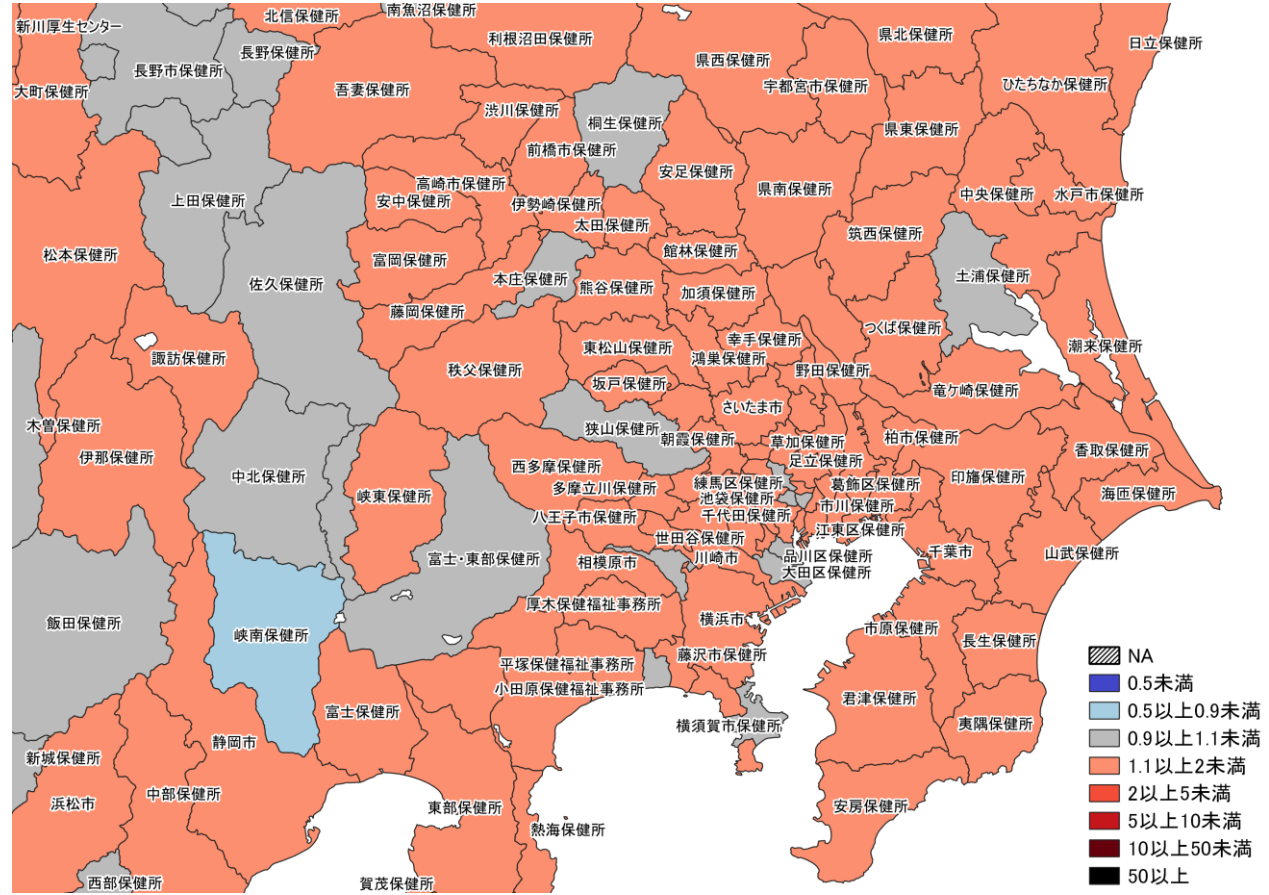 新川厚生センター
北信保健所
南魚沼保健所
利根沼田保健所
県西保健所
県北保健所
日立保健所
長野保健所
長野市保健所
大町保健所
吾妻保健所
宇都宮市保健所
ひたちなか保健所
渋川保健所
桐生保健所
県東保健所
前橋市保健所
安足保健所
高崎市保健所
県南保健所
中央保健所
水戸市保健所
上田保健所
安中保健所
伊勢崎保健所
太田保健所
筑西保健所
松本保健所
富岡保健所
館林保健所
佐久保健所
本庄保健所
熊谷保健所
加須保健所
土浦保健所
藤岡保健所
つくば保健所
幸手保健所
東松山保健所
鴻巣保健所
潮来保健所
諏訪保健所
秩父保健所
野田保健所
坂戸保健所
竜ケ崎保健所
さいたま市
木曽保健所
狭山保健所
朝霞保健所
草加保健所
柏市保健所
香取保健所
伊那保健所
西多摩保健所
足立保健所
中北保健所
峡東保健所
多摩立川保健所
練馬区保健所
葛飾区保健所
印旛保健所
池袋保健所
海匝保健所
八王子市保健所
千代田保健所
市川保健所
江東区保健所
世田谷保健所
富士・東部保健所
相模原市
川崎市
品川区保健所
大田区保健所
千葉市
山武保健所
厚木保健福祉事務所
飯田保健所
峡南保健所
横浜市
市原保健所
長生保健所
藤沢市保健所
平塚保健福祉事務所
小田原保健福祉事務所
君津保健所
富士保健所
横須賀市保健所
夷隅保健所
静岡市
新城保健所
中部保健所
浜松市
東部保健所
安房保健所
熱海保健所
西部保健所
賀茂保健所
NA
0.5未満
0.5以上0.9未満
0.9以上1.1未満
1.1以上2未満
2以上5未満
5以上10未満
10以上50未満
50以上